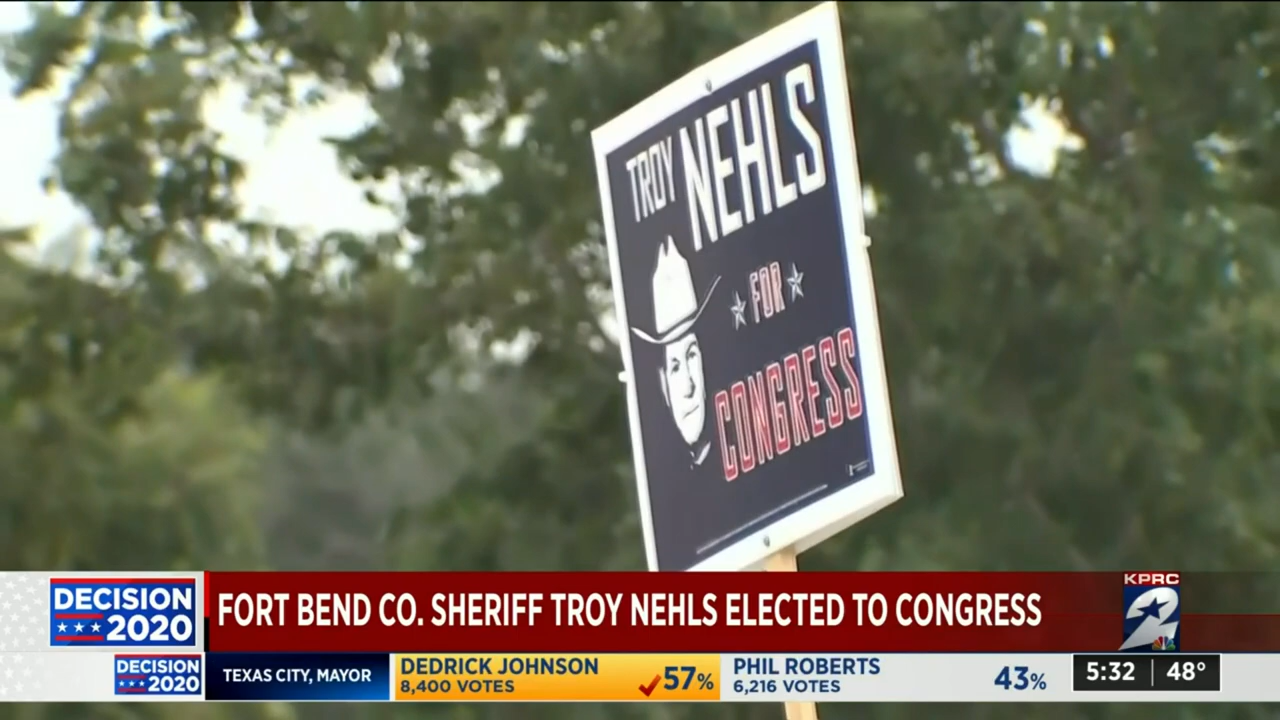 TROY NEHLS
FOR
CONGRESS
DECISION
2020
FORT BEND CO. SHERIFF TROY NEHLS ELECTED TO CONGRESS
KPRC
2
DECISION
2020
TEXAS CITY, MAYOR
DEDRICK JOHNSON
8,400 VOTES
57%
PHIL ROBERTS
6,216 VOTES
43%
5:32
48°